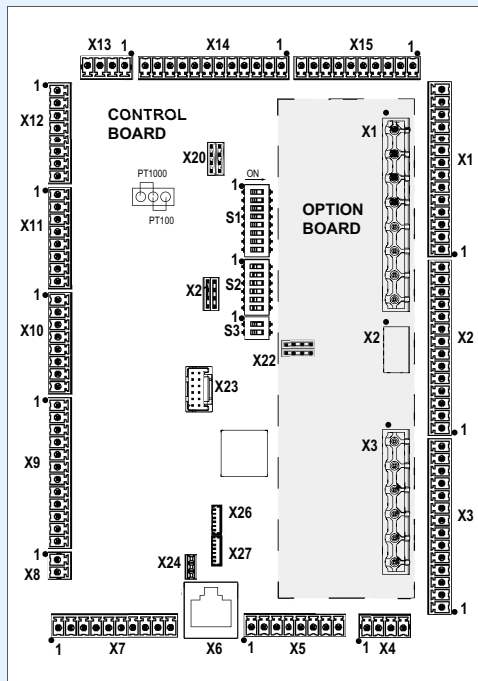 X13 1 X14 1 X15 1
1 X12
CONTROL BOARD
X20
PT1000
PT100
ON
1 S1
1 S2
1 S3
X2
X22
X23
OPTION BOARD
X1
X2
X3
X1 1
X2 1
X3 1
1 X11
1 X10
1 X9
1 X8
X26
X27
X24
1 X7 X6 1 X5 1 X4